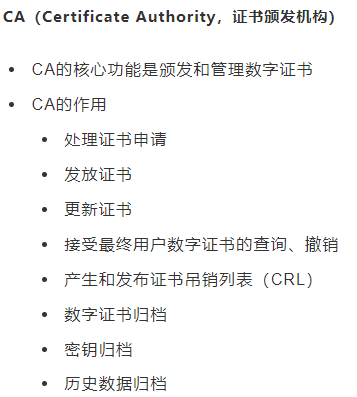 CA（Certificate Authority，证书颁发机构）
• CA的核心功能是颁发和管理数字证书
• CA的作用
• 处理证书申请
• 发放证书
• 更新证书
• 接受最终用户数字证书的查询、撤销
• 产生和发布证书吊销列表（CRL）
• 数字证书归档
• 密钥归档
• 历史数据归档